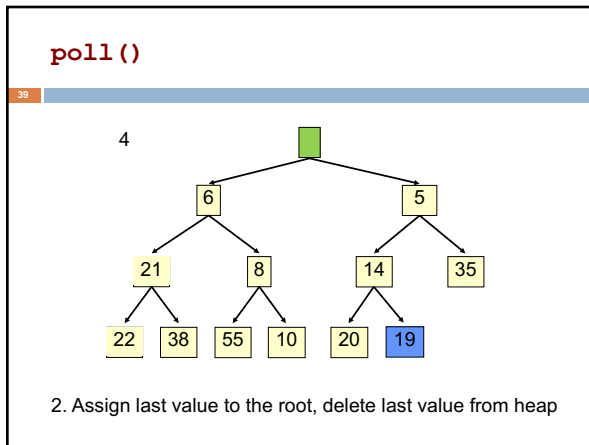 poll()
39
4
6 5
21 8 14 35
22 38 55 10 20 19
2. Assign last value to the root, delete last value from heap